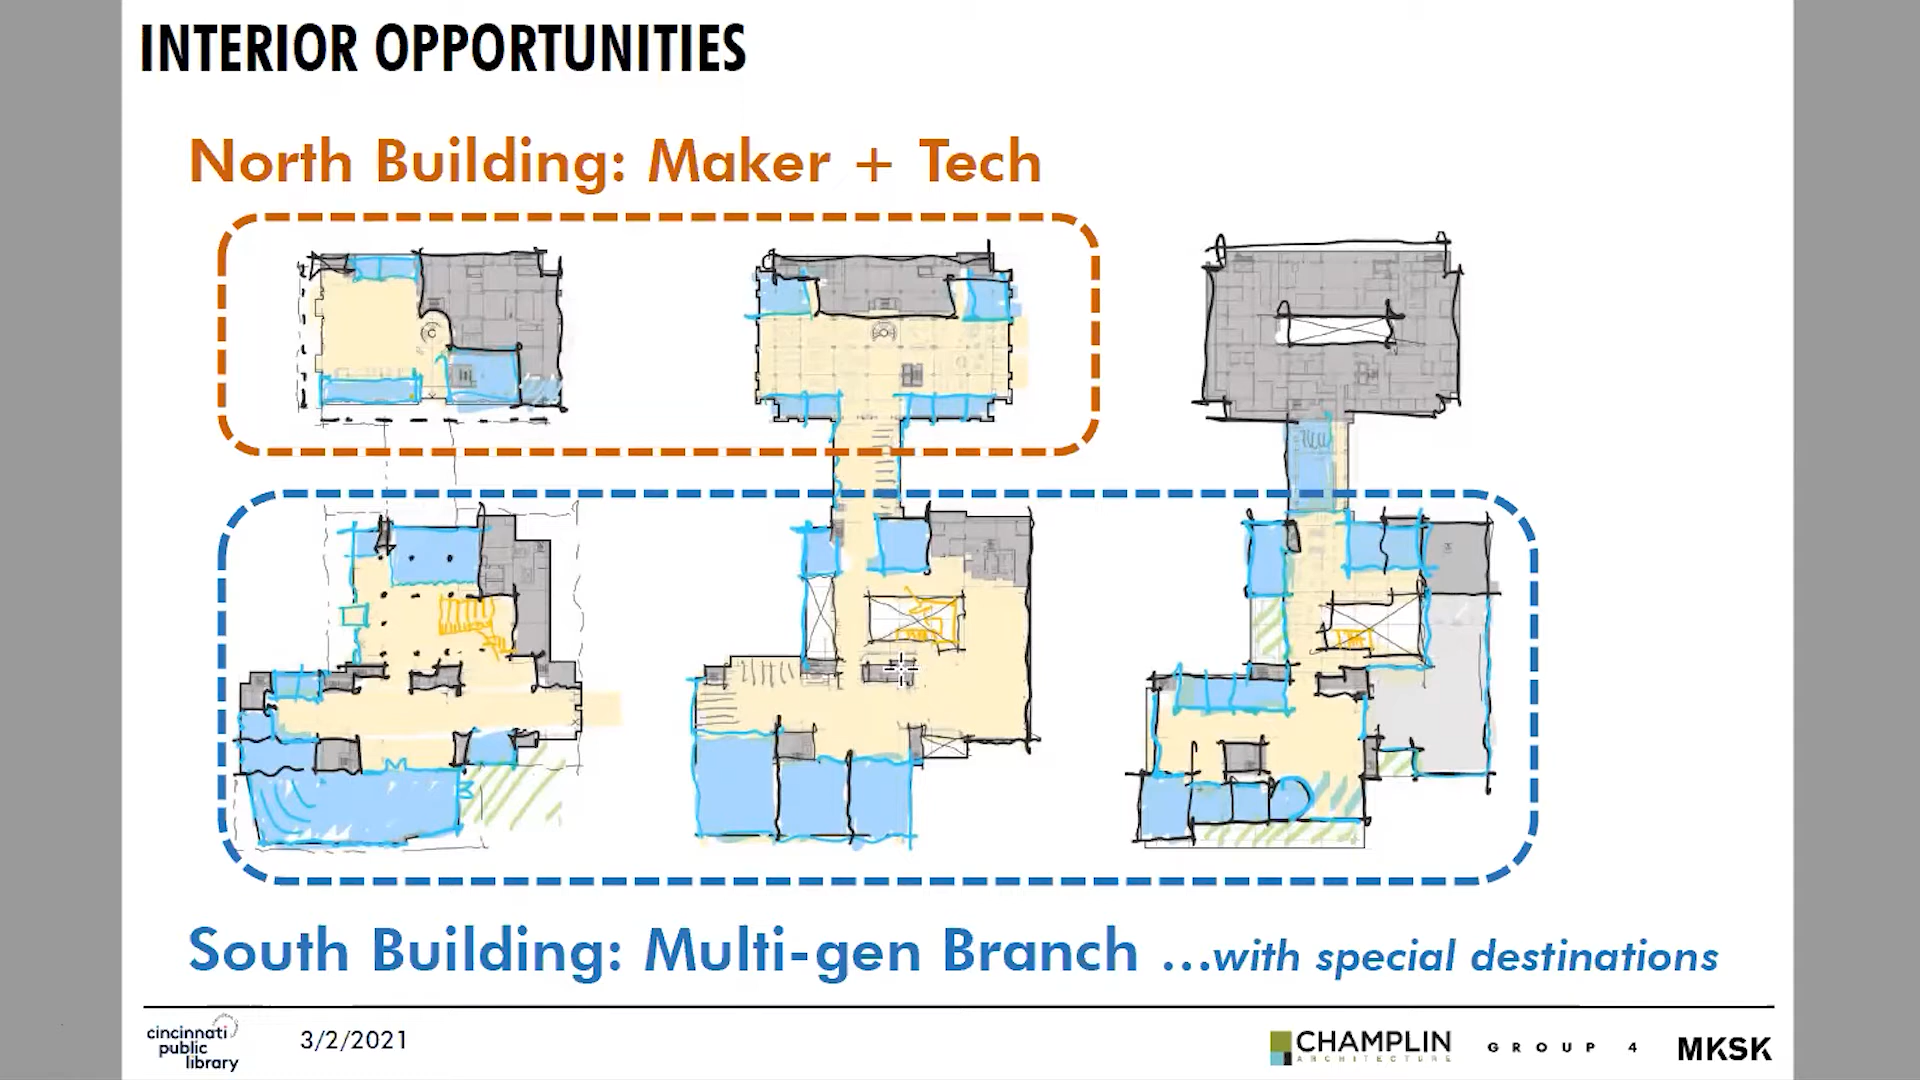 INTERIOR OPPORTUNITIES
North Building: Maker + Tech
South Building: Multi-gen Branch ...with special destinations
cincinnati
public
library
3/2/2021
CHAMPLIN
ARCHITECTURE
GROUP 4
MKSK